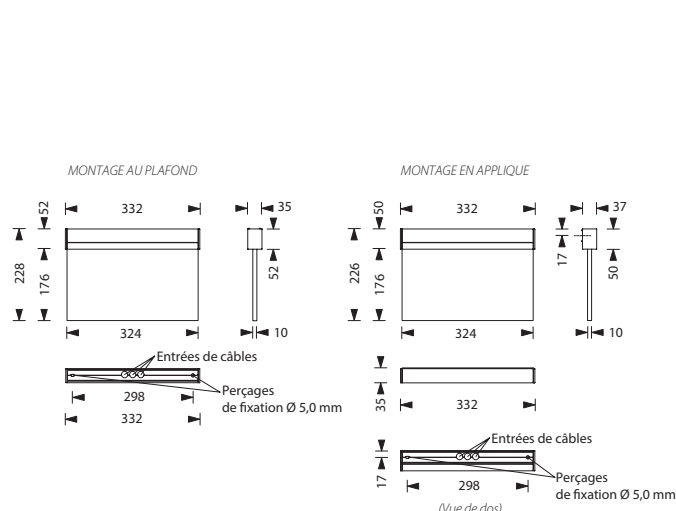 MONTAGE AU PLAFOND
52
332
35
228
176
52
324
10
Entrées de câbles
298
Perçages
de fixation Ø 5,0 mm
332
MONTAGE EN APPLIQUE
50
332
37
17
226
176
50
324
10
35
332
Entrées de câbles
17
298
Perçages
de fixation Ø 5,0 mm
(Vue de dos)